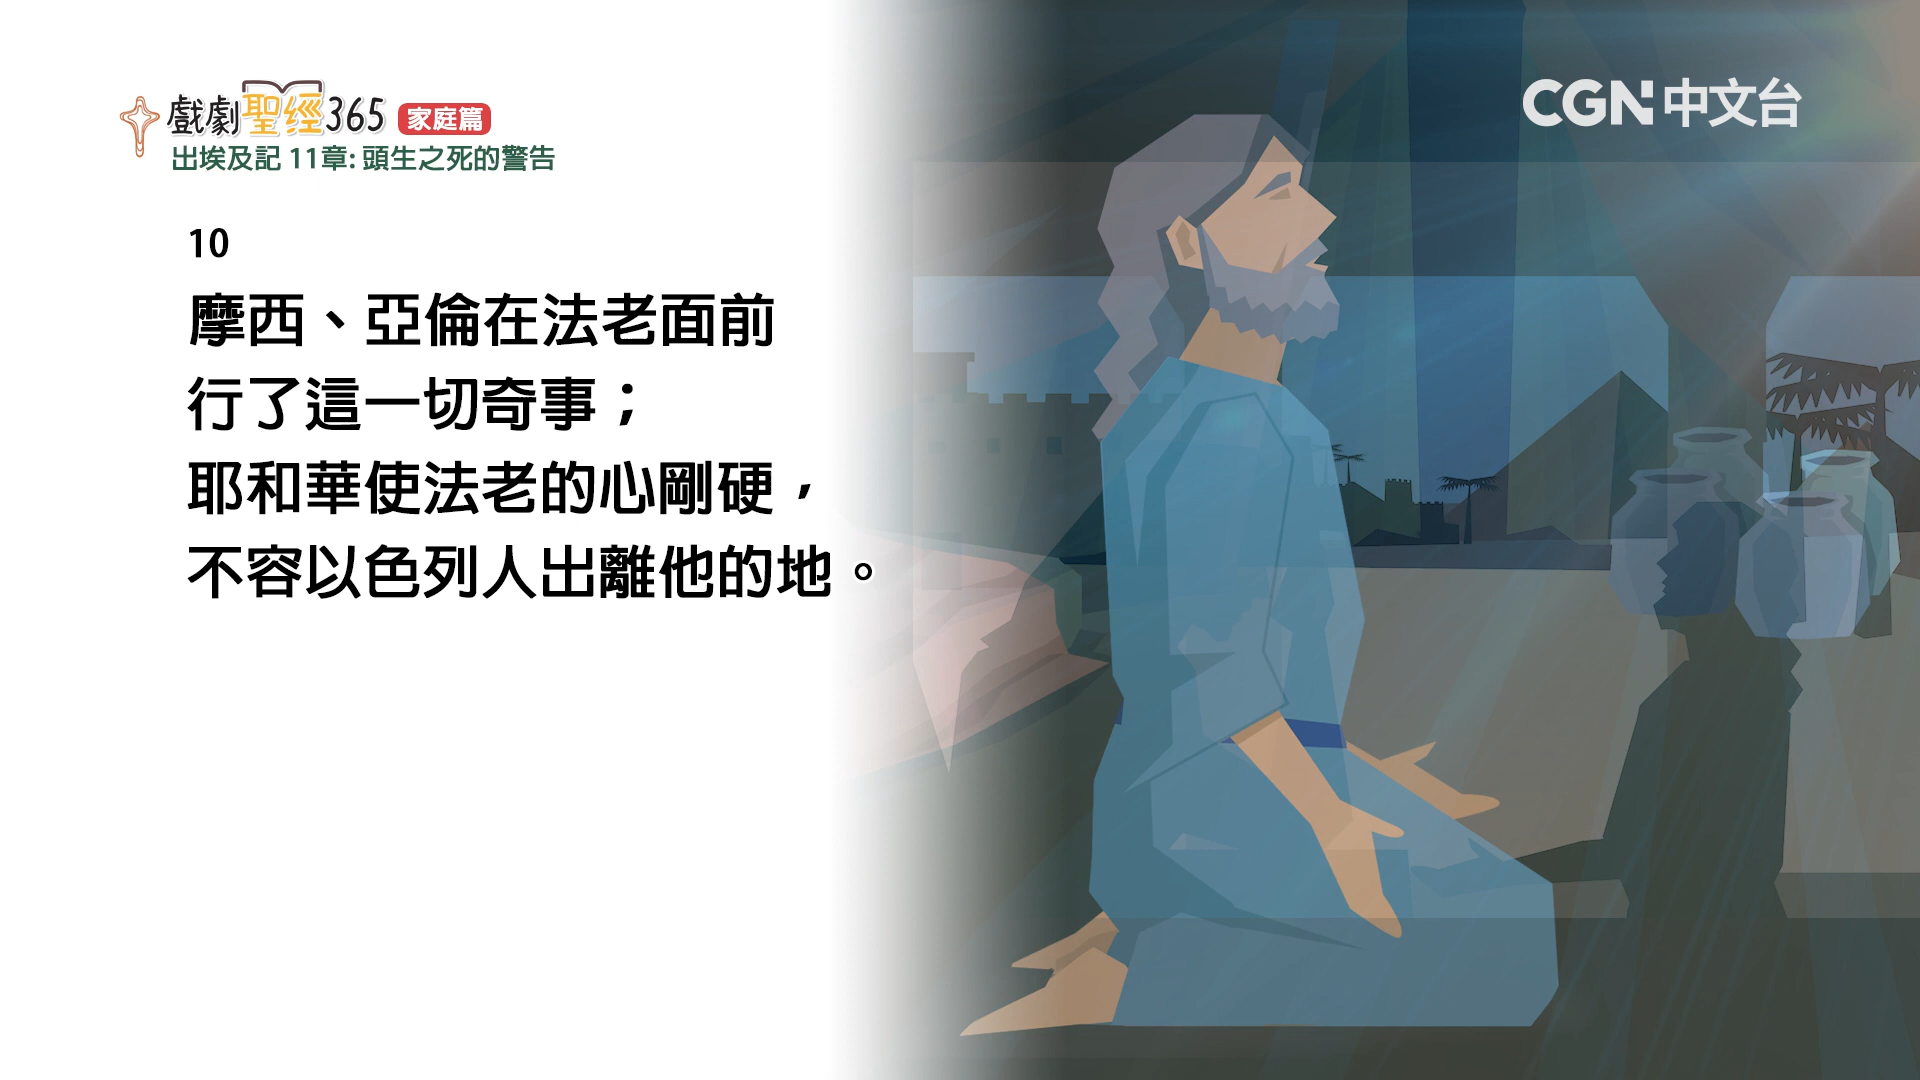 戲劇聖經365 家庭篇
出埃及記 11章: 頭生之死的警告
CGN 中文台
10
摩西、亞倫在法老面前
行了這一切奇事；
耶和華使法老的心剛硬，
不容以色列人出離他的地。